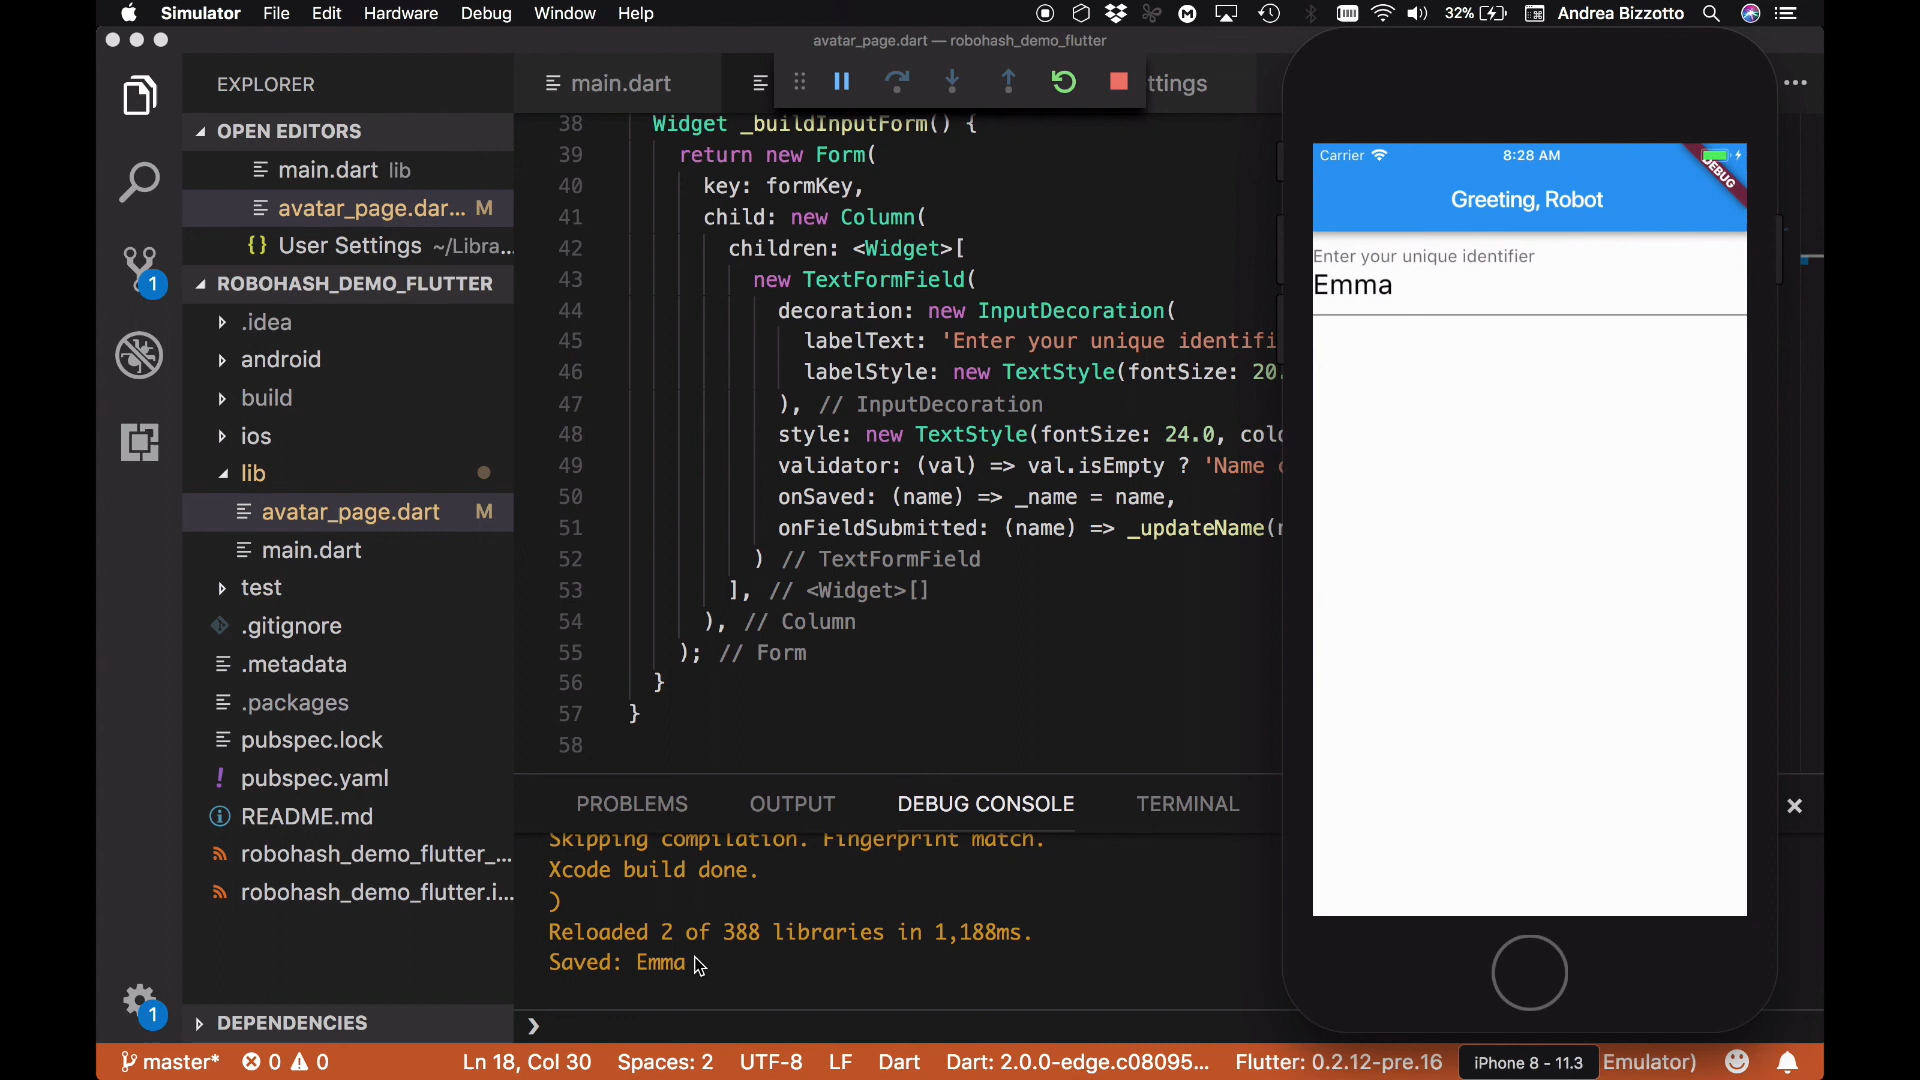 Simulator File Edit Hardware Debug Window Help 32% Andrea Bizzotto
avatar_page.dart — robohash_demo_flutter
EXPLORER
OPEN EDITORS
main.dart lib
avatar_page.dar... M
{} User Settings ~/Libra...
ROBOHASH_DEMO_FLUTTER
.idea
android
build
ios
lib
avatar_page.dart M
main.dart
test
.gitignore
.metadata
.packages
pubspec.lock
! pubspec.yaml
README.md
robohash_demo_flutter_...
robohash_demo_flutter.i...
DEPENDENCIES
1
1
main.dart
ttings
38 Widget _buildInputForm() {
39 return new Form(
40 key: formKey,
41 child: new Column(
42 children: <Widget>[
43 new TextFormField(
44 decoration: new InputDecoration(
45 labelText: 'Enter your unique identifi
46 labelStyle: new TextStyle(fontSize: 20.
47 ), // InputDecoration
48 style: new TextStyle(fontSize: 24.0, colo
49 validator: (val) => val.isEmpty ? 'Name
50 onSaved: (name) => _name = name,
51 onFieldSubmitted: (name) => _updateName(
52 ) // TextFormField
53 ], // <Widget>[]
54 ), // Column
55 ); // Form
56 }
57 }
58
PROBLEMS OUTPUT DEBUG CONSOLE TERMINAL
Skipping compilation. Fingerprint match.
Xcode build done.
)
Reloaded 2 of 388 libraries in 1,188ms.
Saved: Emma
Carrier 8:28 AM
DEBUG
Greeting, Robot
Enter your unique identifier
Emma
master* 0 0 Ln 18, Col 30 Spaces: 2 UTF-8 LF Dart Dart: 2.0.0-edge.c08095... Flutter: 0.2.12-pre.16 iPhone 8 - 11.3 Emulator)